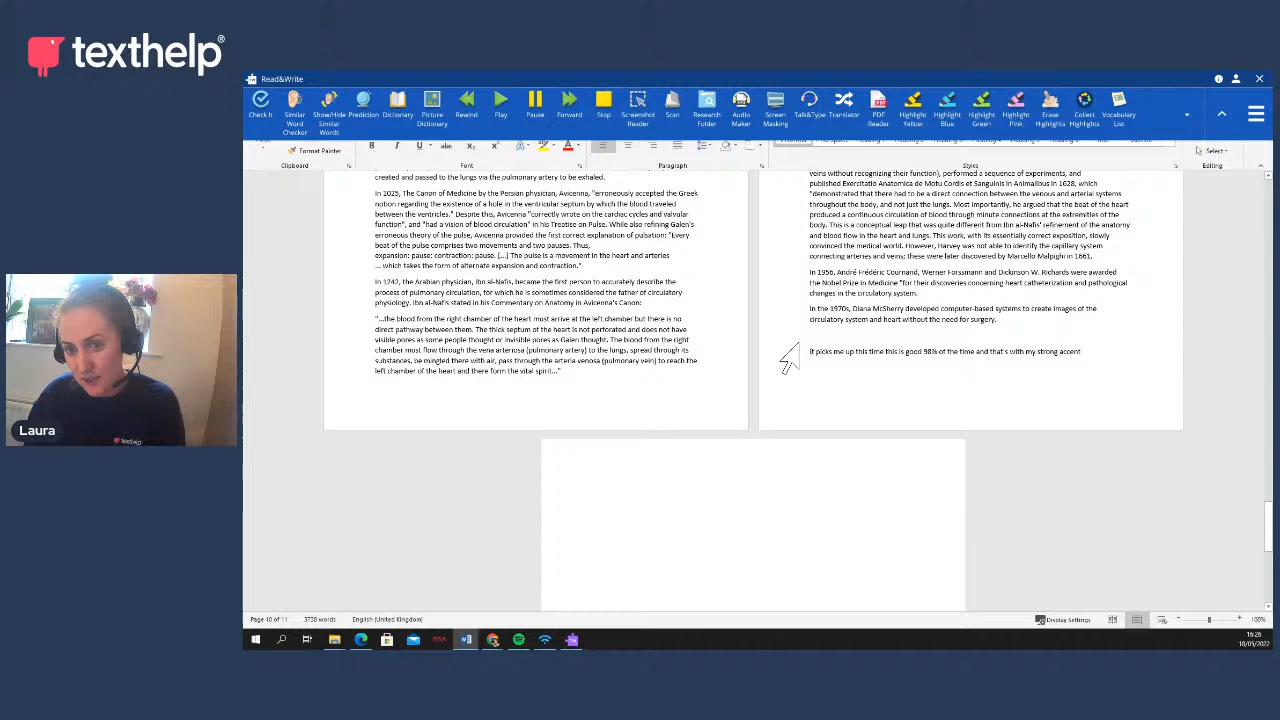 texthelp®
Read&Write
Check It
Similar Word Checker
Show/Hide Similar Words
Prediction
Dictionary
Picture Dictionary
Rewind
Play
Pause
Forward
Stop
Screenshot Reader
Scan
Research Folder
Audio Maker
Screen Masking
Talk&Type
Translator
PDF Reader
Highlight Yellow
Highlight Blue
Highlight Green
Highlight Pink
Erase Highlights
Collect Highlights
Vocabulary List
Format Painter
Select
Clipboard
Font
Paragraph
Styles
Editing
created and passed to the lungs via the pulmonary artery to be exhaled.
In 1025, The Canon of Medicine by the Persian physician, Avicenna, "erroneously accepted the Greek
notion regarding the existence of a hole in the ventricular septum by which the blood traveled
between the ventricles." Despite this, Avicenna "correctly wrote on the cardiac cycles and valvular
function", and "had a vision of blood circulation" in his Treatise on Pulse. While also refining Galen's
erroneous theory of the pulse, Avicenna provided the first correct explanation of pulsation: "Every
beat of the pulse comprises two movements and two pauses. Thus,
expansion: pause: contraction: pause. [...] The pulse is a movement in the heart and arteries
... which takes the form of alternate expansion and contraction."
In 1242, the Arabian physician, Ibn al-Nafis, became the first person to accurately describe the
process of pulmonary circulation, for which he is sometimes considered the father of circulatory
physiology. Ibn al-Nafis stated in his Commentary on Anatomy in Avicenna's Canon:
"...the blood from the right chamber of the heart must arrive at the left chamber but there is no
direct pathway between them. The thick septum of the heart is not perforated and does not have
visible pores as some people thought or invisible pores as Galen thought. The blood from the right
chamber must flow through the vena arteriosa (pulmonary artery) to the lungs, spread through its
substances, be mingled there with air, pass through the arteria venosa (pulmonary vein) to reach the
left chamber of the heart and there form the vital spirit..."
veins without recognizing their function), performed a sequence of experiments, and
published Exercitatio Anatomica de Motu Cordis et Sanguinis in Animalibus in 1628, which
"demonstrated that there had to be a direct connection between the venous and arterial systems
throughout the body, and not just the lungs. Most importantly, he argued that the beat of the heart
produced a continuous circulation of blood through minute connections at the extremities of the
body. This is a conceptual leap that was quite different from Ibn al-Nafis' refinement of the anatomy
and blood flow in the heart and lungs. This work, with its essentially correct exposition, slowly
convinced the medical world. However, Harvey was not able to identify the capillary system
connecting arteries and veins; these were later discovered by Marcello Malpighi in 1661.
In 1956, André Frédéric Cournand, Werner Forssmann and Dickinson W. Richards were awarded
the Nobel Prize in Medicine "for their discoveries concerning heart catheterization and pathological
changes in the circulatory system.
In the 1970s, Diana McSherry developed computer-based systems to create images of the
circulatory system and heart without the need for surgery.
It picks me up this time this is good 98% of the time and that's with my strong accent
Laura
texthelp
Page 10 of 11
3738 words
English (United Kingdom)
Display Settings
100%
RSA
16:26
18/05/2022